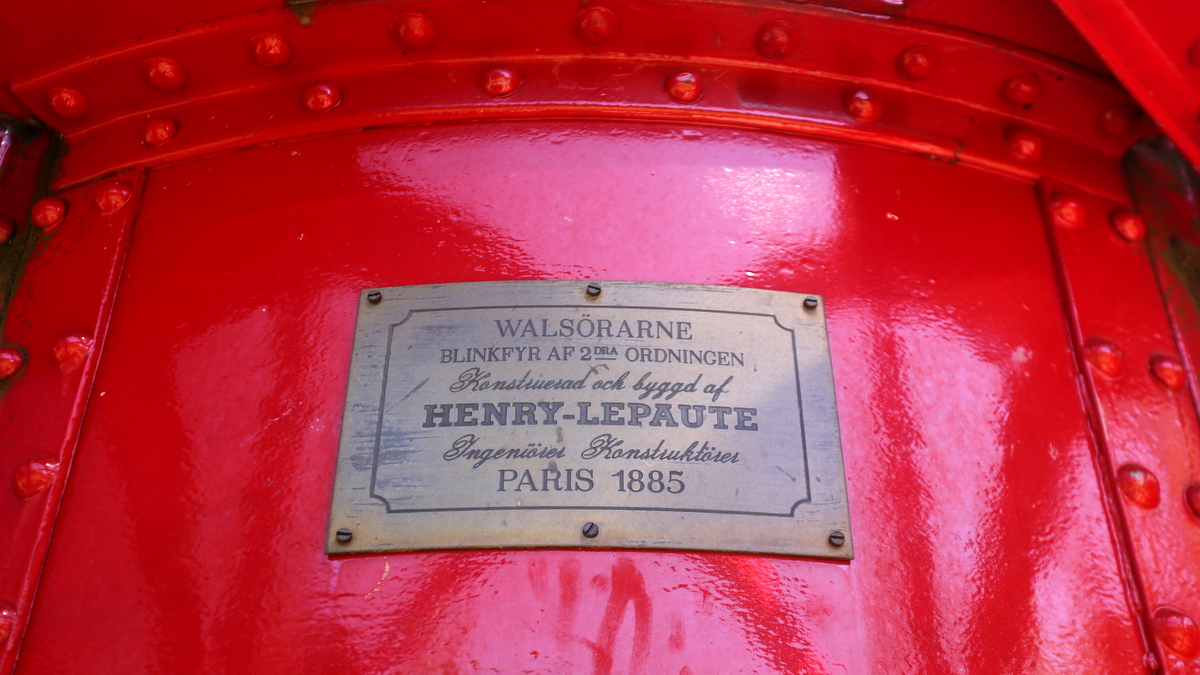 WALSÖRARNE
BLINKFYR AF 2DRA ORDNINGEN
Konstruerad och byggd af
HENRY-LEPAUTE
Ingeniörer Konstruktörer
PARIS 1885